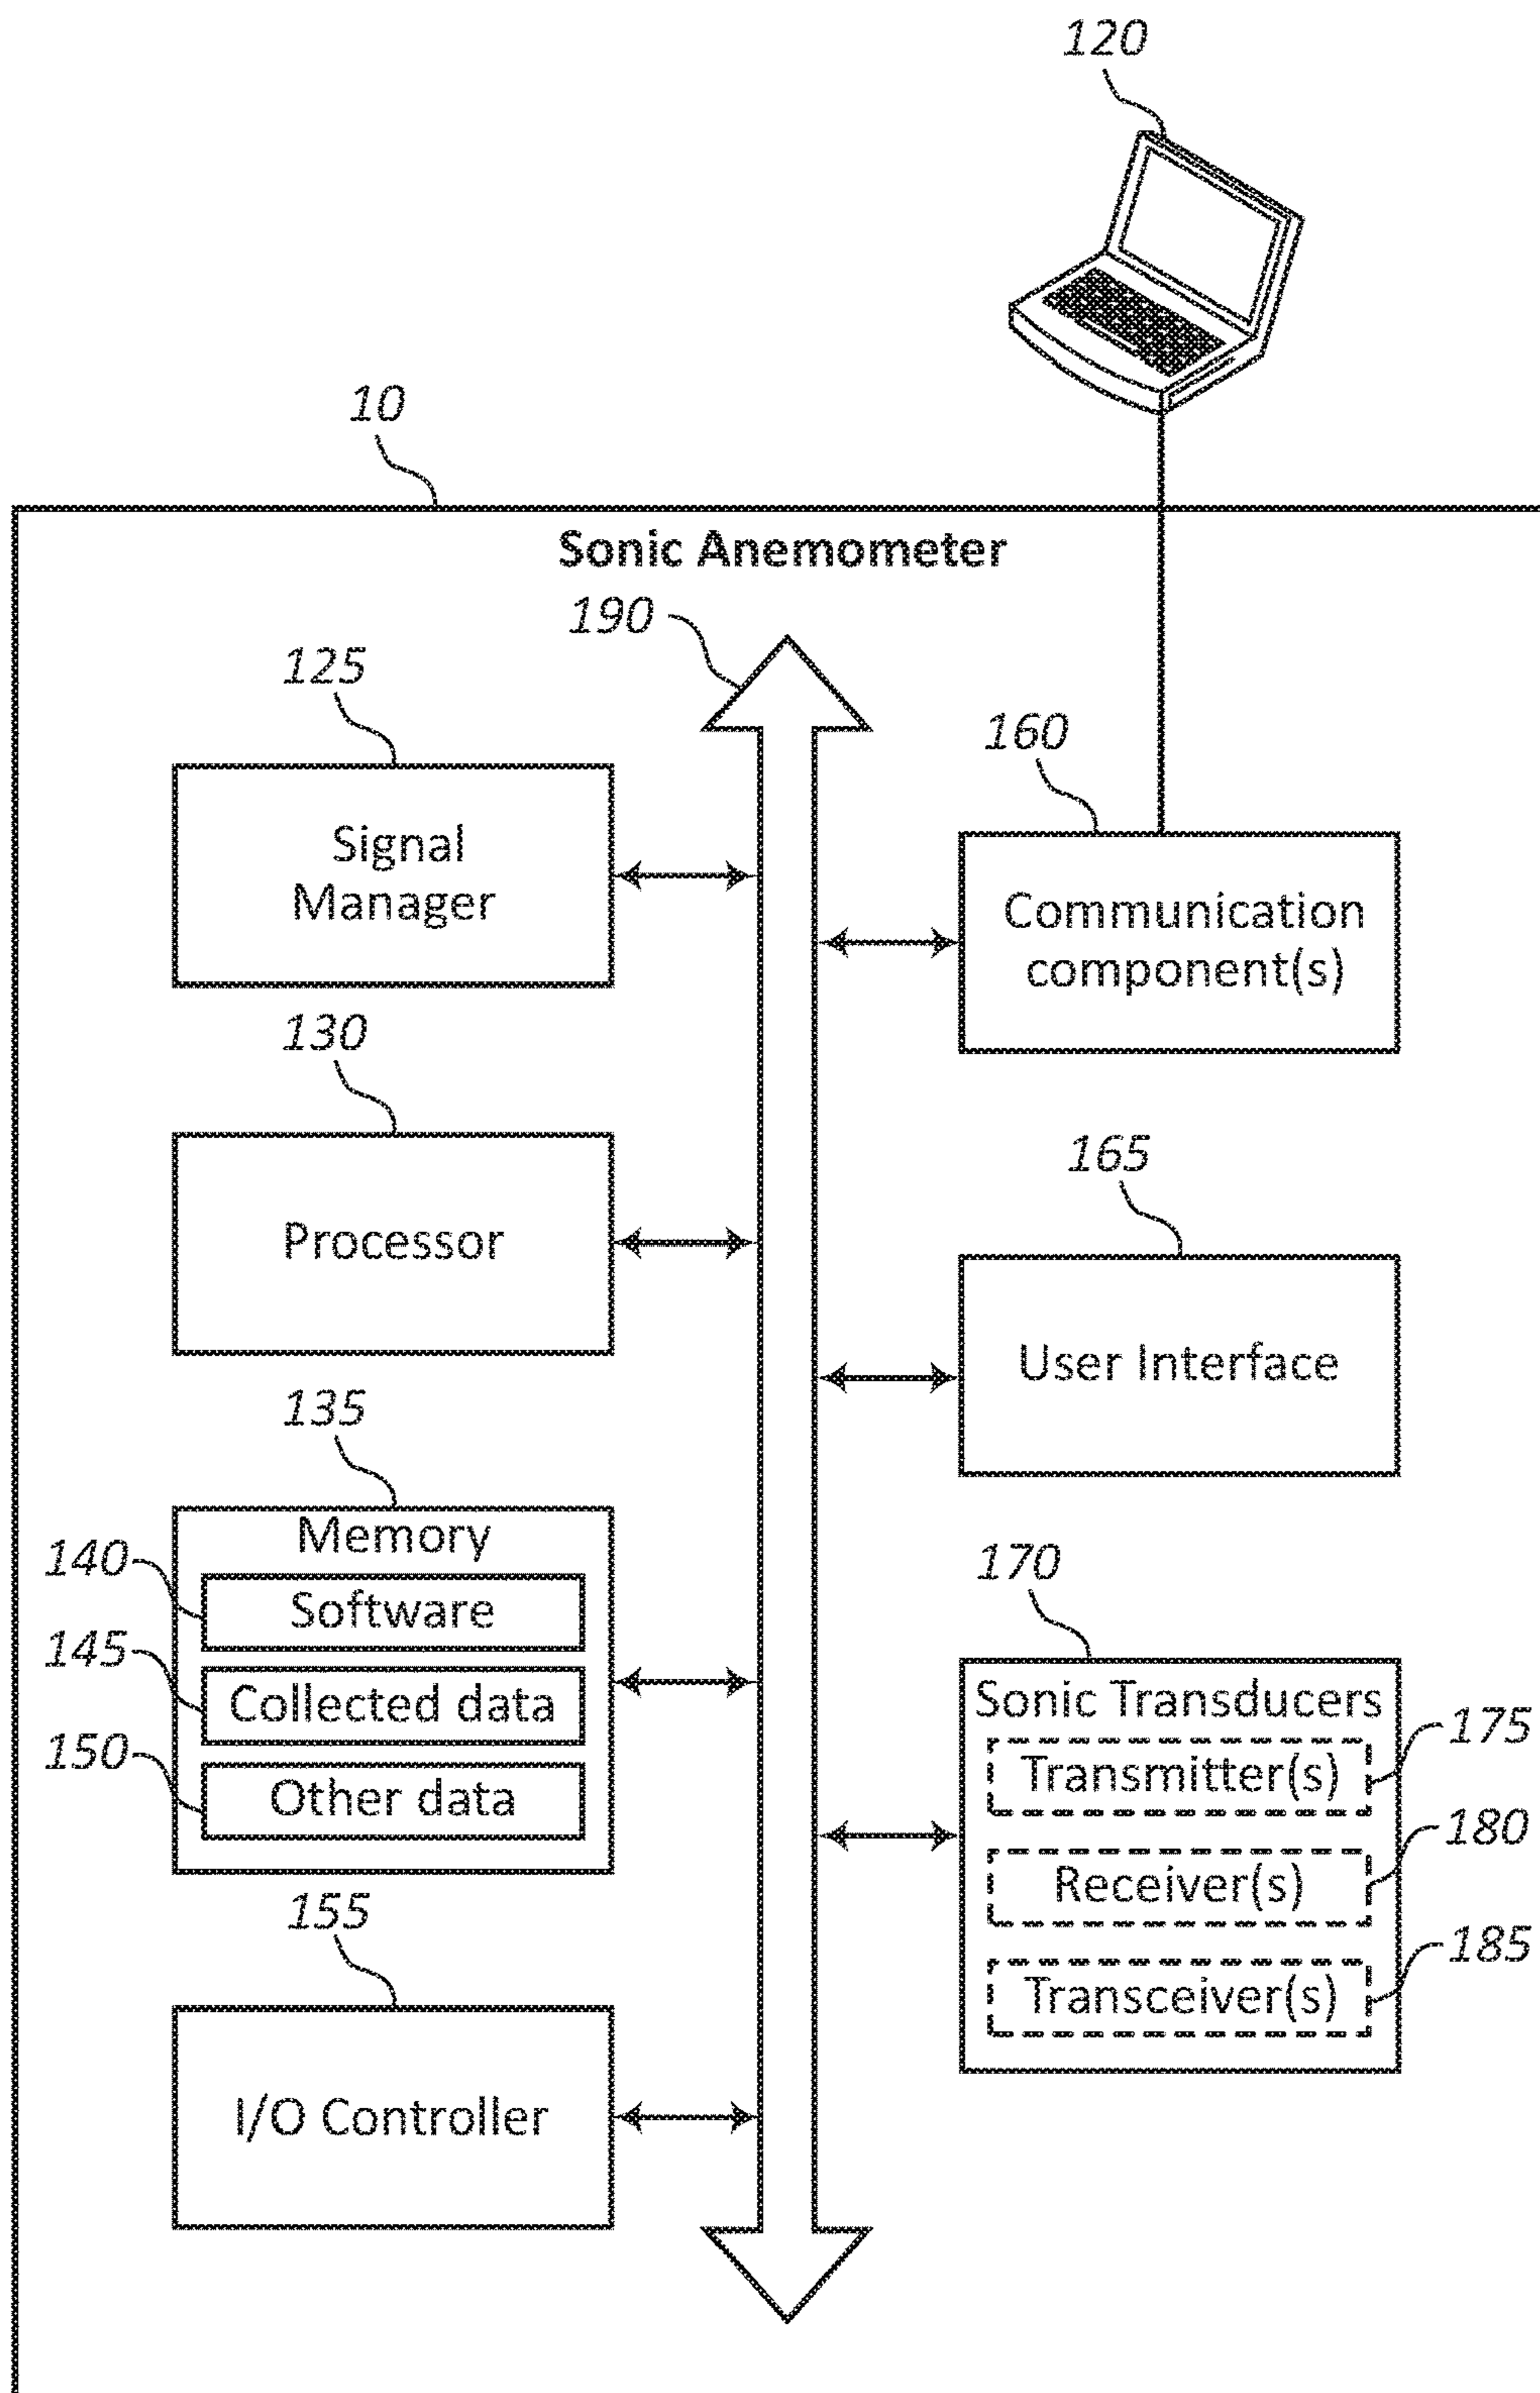 120
10
Sonic Anemometer
190
125
Signal
Manager
160
Communication
component(s)
130
Processor
165
User Interface
135
Memory
140
Software
145
Collected data
150
Other data
170
Sonic Transducers
175
Transmitter(s)
180
Receiver(s)
185
Transceiver(s)
155
I/O Controller